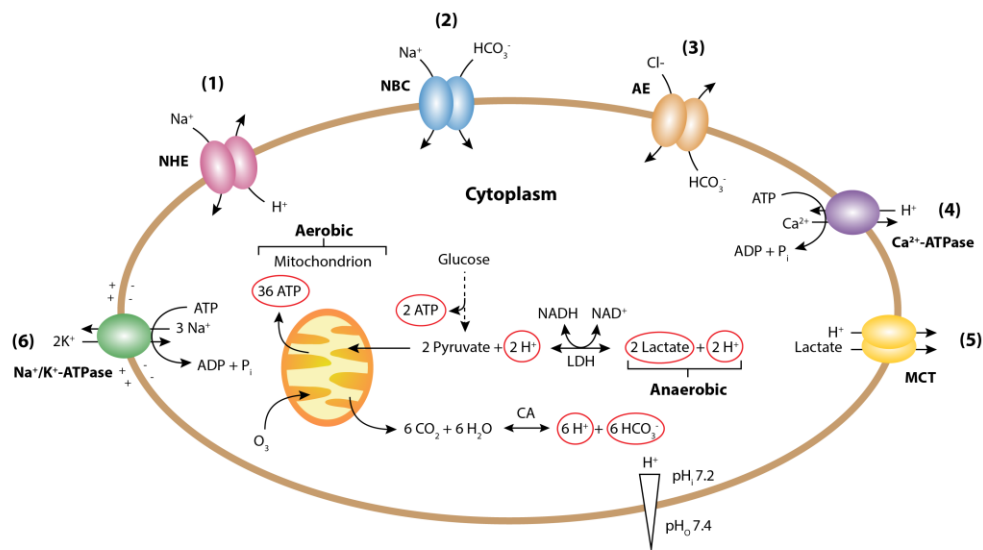 (1)
Na⁺
NHE
H⁺
(2)
Na⁺ HCO₃⁻
NBC
(3)
Cl-
AE
HCO₃⁻
Cytoplasm
ATP
Ca²⁺
ADP + Pᵢ
H⁺
(4)
Ca²⁺-ATPase
Aerobic
Mitochondrion
36 ATP
Glucose
2 ATP
NADH NAD⁺
2 Pyruvate + 2 H⁺
LDH
2 Lactate + 2 H⁺
Anaerobic
H⁺
Lactate
(5)
MCT
+ -
+ -
(6)
2K⁺
ATP
3 Na⁺
ADP + Pᵢ
Na⁺/K⁺-ATPase
+ -
+ -
O₃
6 CO₂ + 6 H₂O
CA
6 H⁺ + 6 HCO₃⁻
H⁺
pHᵢ 7.2
pHₒ 7.4